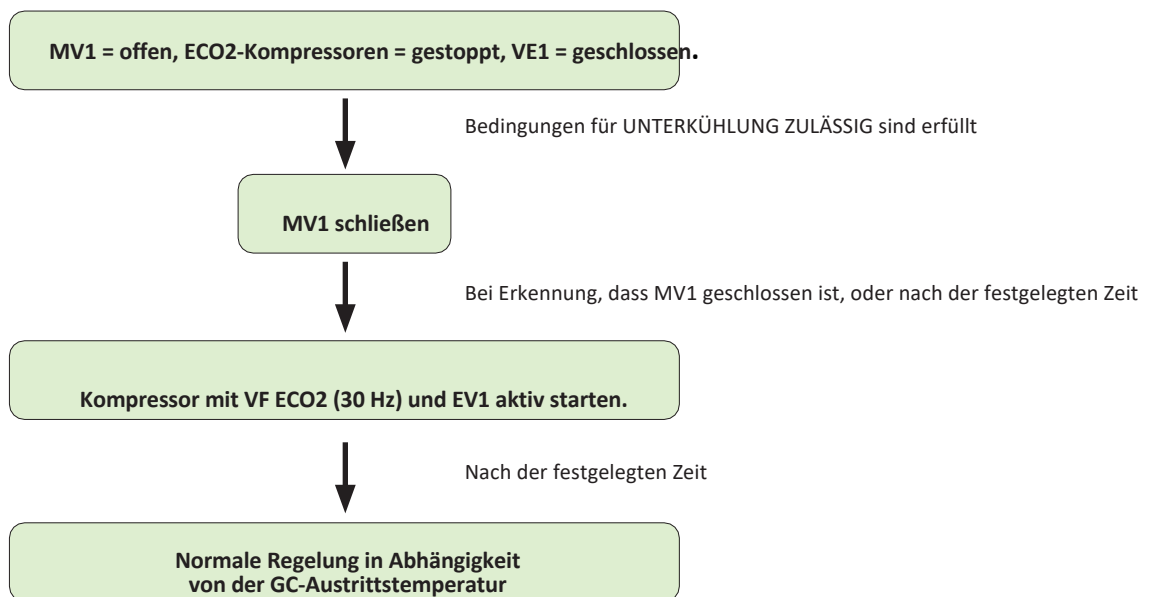 MV1 = offen, ECO2-Kompressoren = gestoppt, VE1 = geschlossen.
Bedingungen für UNTERKÜHLUNG ZULÄSSIG sind erfüllt
MV1 schließen
Bei Erkennung, dass MV1 geschlossen ist, oder nach der festgelegten Zeit
Kompressor mit VF ECO2 (30 Hz) und EV1 aktiv starten.
Nach der festgelegten Zeit
Normale Regelung in Abhängigkeit
von der GC-Austrittstemperatur